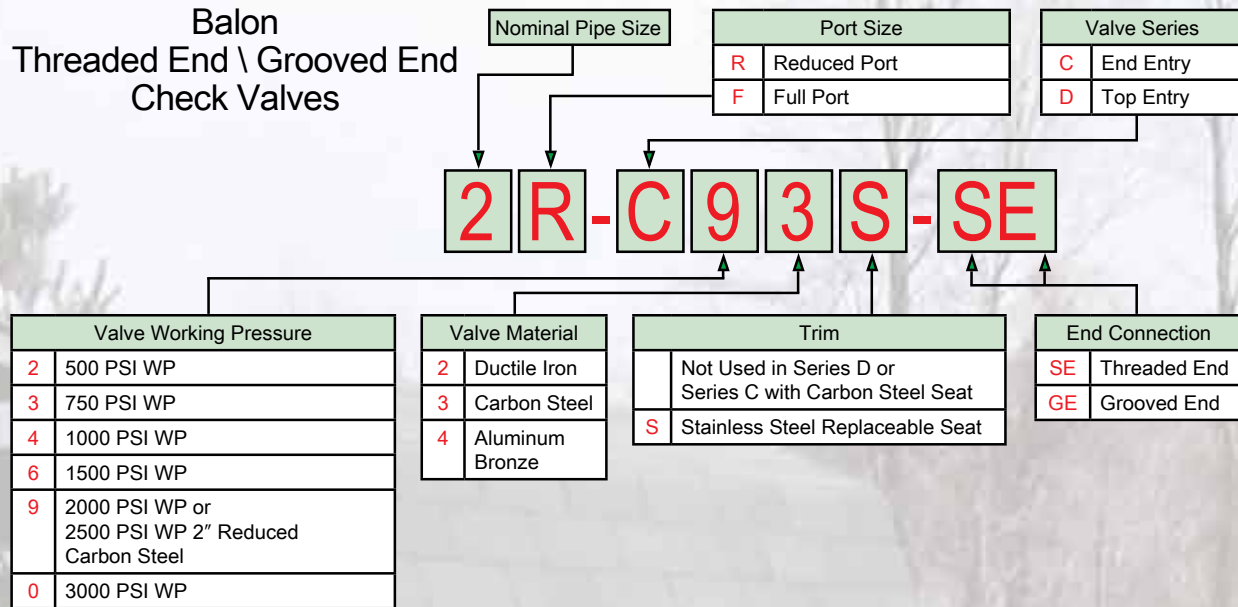 Balon
Threaded End \ Grooved End
Check Valves
Nominal Pipe Size
Port Size
R Reduced Port
F Full Port
Valve Series
C End Entry
D Top Entry
2 R - C 9 3 S - SE
Valve Working Pressure
2 500 PSI WP
3 750 PSI WP
4 1000 PSI WP
6 1500 PSI WP
9 2000 PSI WP or
2500 PSI WP 2″ Reduced
Carbon Steel
0 3000 PSI WP
Valve Material
2 Ductile Iron
3 Carbon Steel
4 Aluminum
Bronze
Trim
Not Used in Series D or
Series C with Carbon Steel Seat
S Stainless Steel Replaceable Seat
End Connection
SE Threaded End
GE Grooved End